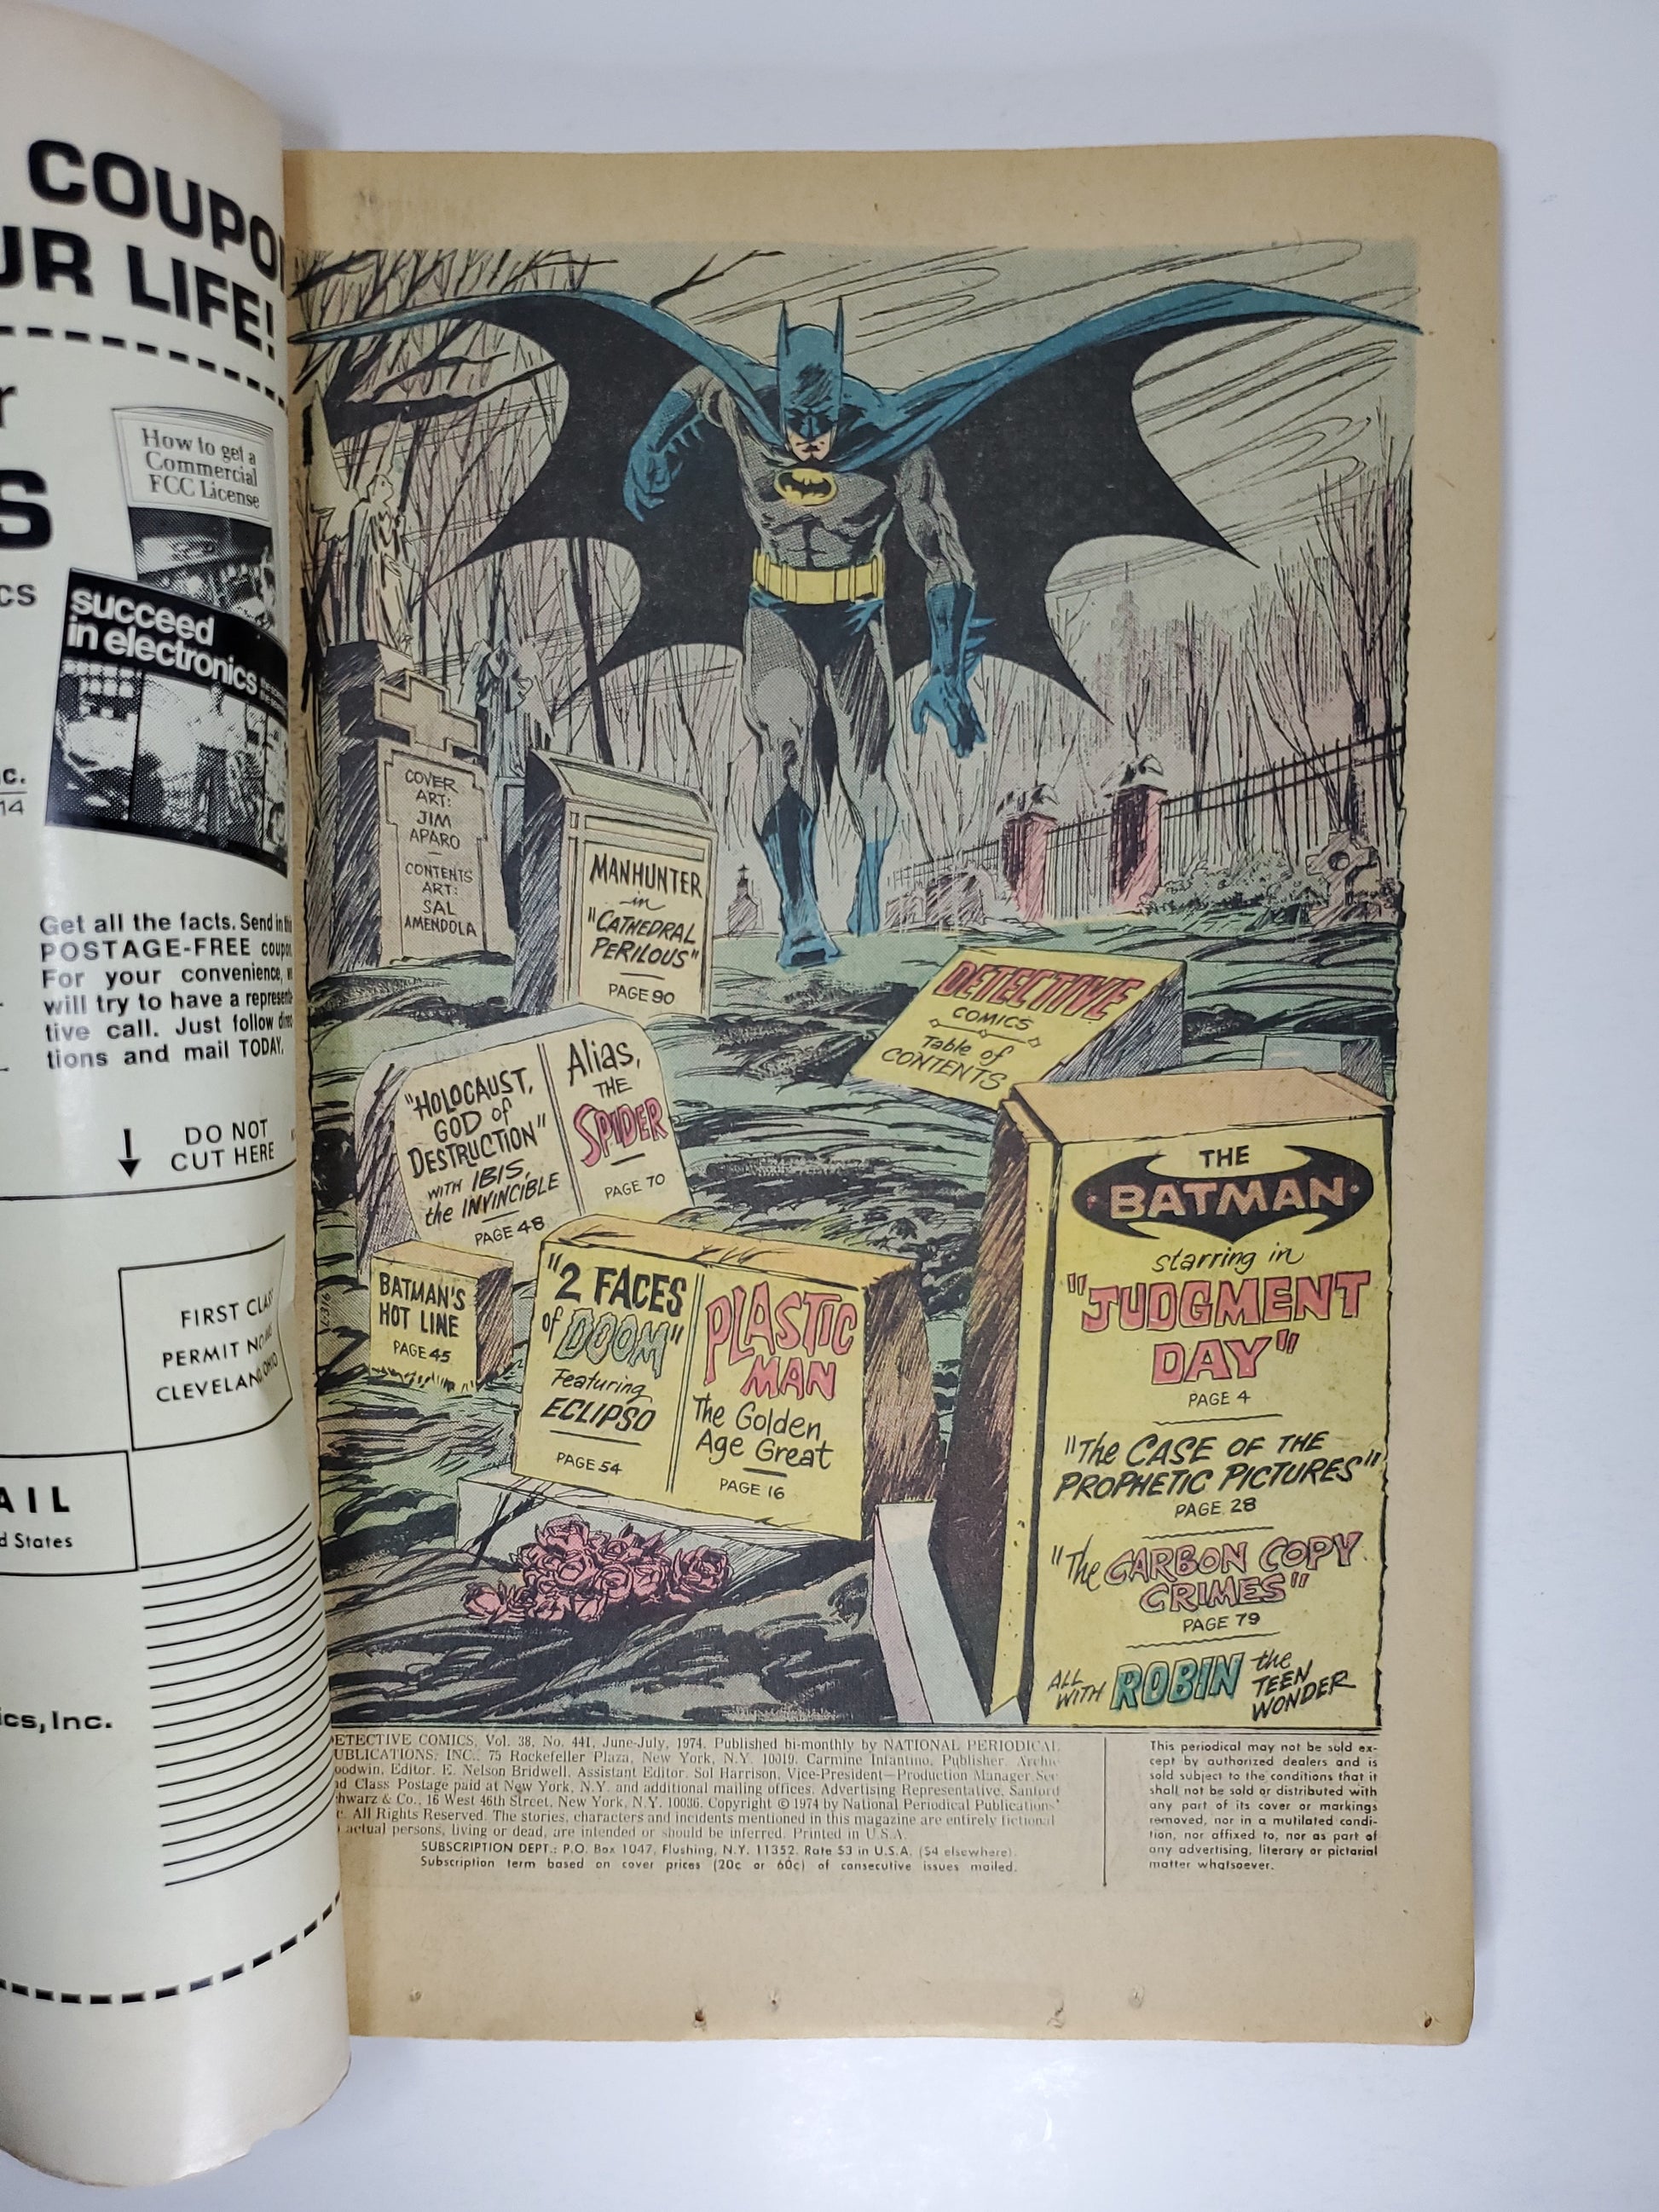 COUPON
UR LIFE!
How to get a
Commercial
FCC License
succeed
in electronics
Get all the facts. Send in
POSTAGE-FREE
For your convenience,
will try to have a
tive call. Just follow
tions and mail TODAY.
DO NOT
CUT HERE
FIRST
PERMIT
CLEVELAND, OHIO
AIL
States
ics, Inc.
COVER
ART:
JIM
APARO
CONTENTS
ART:
SAL
AMENDOLA
MANHUNTER
in
"CATHEDRAL
PERILOUS"
PAGE 90
DETECTIVE
COMICS
Table of
CONTENTS
"HOLOCAUST,
GOD of
DESTRUCTION"
WITH IBIS,
the INVINCIBLE
PAGE 48
Alias,
THE
SPIDER
PAGE 70
BATMAN'S
HOT LINE
PAGE 45
"2 FACES
of DOOM"
Featuring
ECLIPSO
PAGE 54
PLASTIC
MAN
The Golden
Age Great
PAGE 16
THE
BATMAN
starring in
"JUDGMENT
DAY"
PAGE 4
"The CASE OF THE
PROPHETIC PICTURES"
PAGE 28
"The CARBON COPY
CRIMES"
PAGE 79
ALL
WITH ROBIN the
TEEN
WONDER
ETECTIVE COMICS, Vol. 38, No. 441, June-July, 1974. Published bi-monthly by NATIONAL PERIODICAL
UBLICATIONS, INC., 75 Rockefeller Plaza, New York, N.Y. 10019. Carmine Infantino, Publisher. Archie
oodwin, Editor. E. Nelson Bridwell, Assistant Editor. Sol Harrison, Vice-President—Production Manager. Sec-
nd Class Postage paid at New York, N.Y. and additional mailing offices. Advertising Representative, Sanford
chwarz & Co., 16 West 46th Street, New York, N.Y. 10036. Copyright © 1974 by National Periodical Publications'
c. All Rights Reserved. The stories, characters and incidents mentioned in this magazine are entirely fictional
actual persons, living or dead, are intended or should be inferred. Printed in U.S.A.
SUBSCRIPTION DEPT.: P.O. Box 1047, Flushing, N.Y. 11352. Rate $3 in U.S.A. ($4 elsewhere).
Subscription term based on cover prices (20c or 60c) of consecutive issues mailed.
This periodical may not be sold ex-
cept by authorized dealers and is
sold subject to the conditions that it
shall not be sold or distributed with
any part of its cover or markings
removed, nor in a mutilated condi-
tion, nor affixed to, nor as part of
any advertising, literary or pictorial
matter whatsoever.